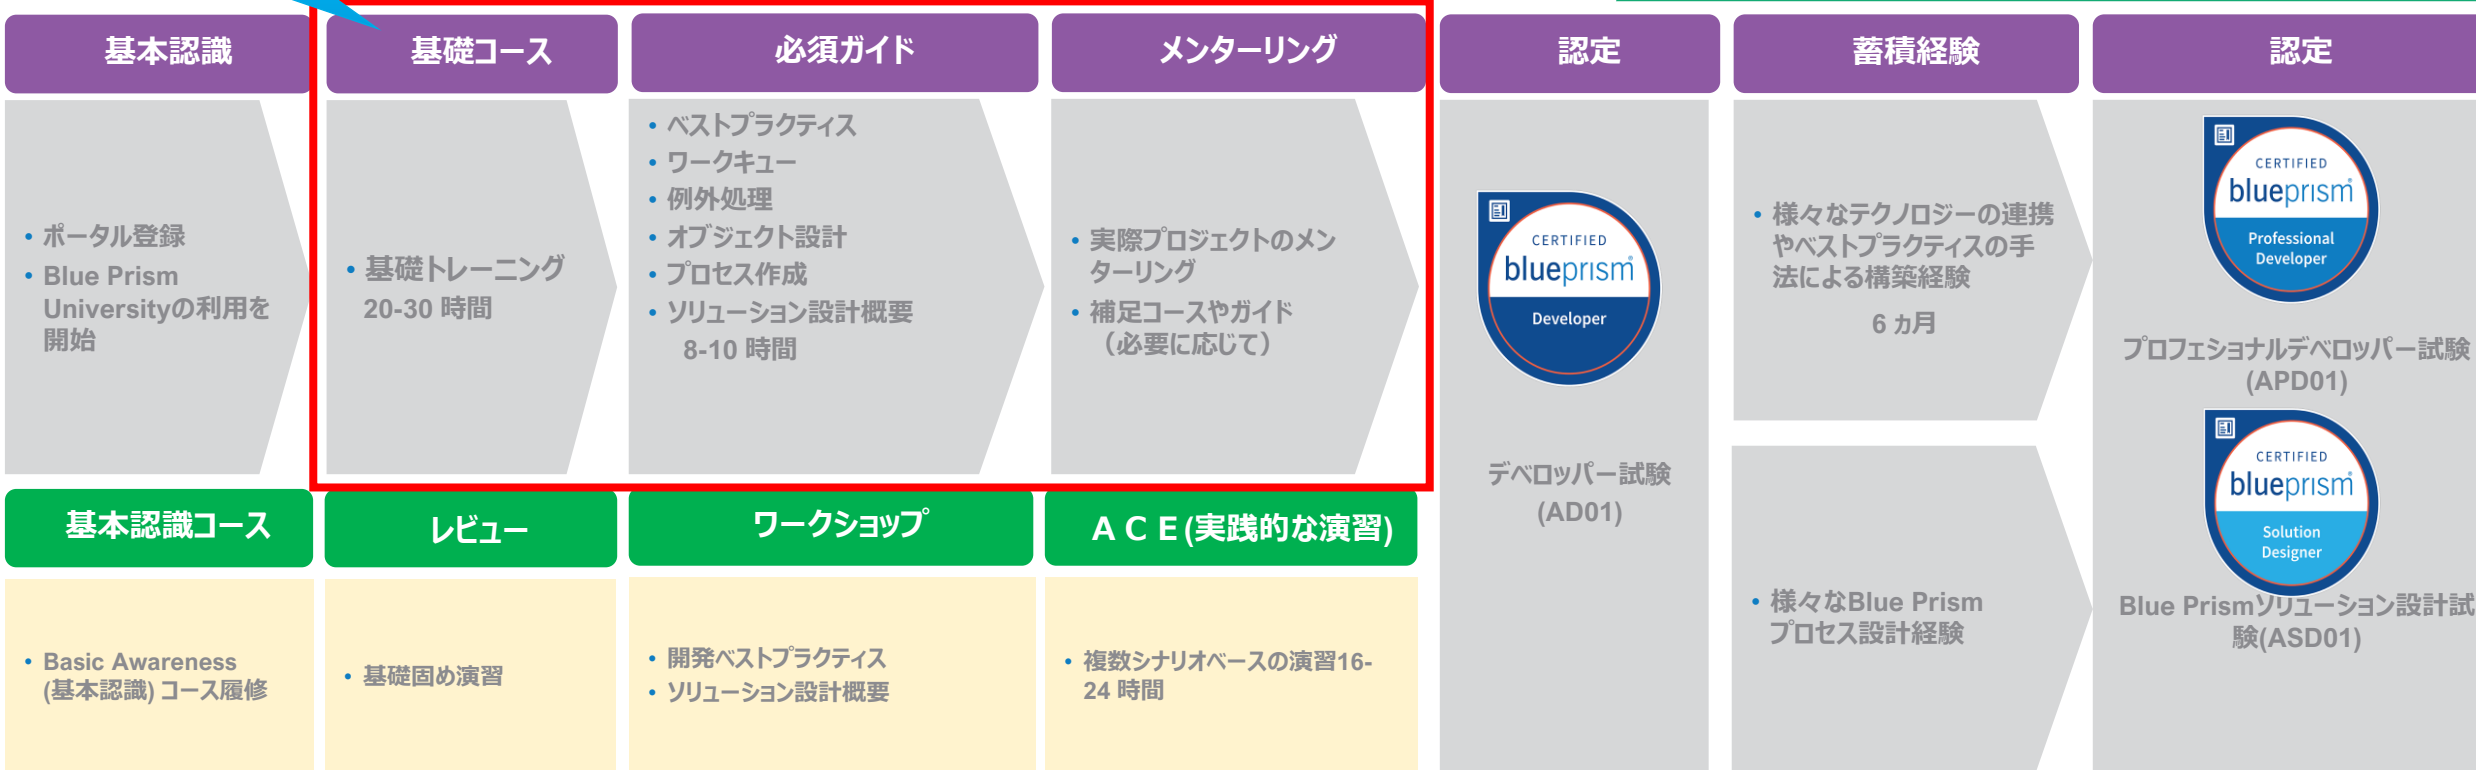 基本認識
基礎コース
必須ガイド
メンターリング
認定
蓄積経験
認定
• ポータル登録
• Blue Prism
Universityの利用を
開始
• 基礎トレーニング
20-30 時間
• ベストプラクティス
• ワークキュー
• 例外処理
• オブジェクト設計
• プロセス作成
• ソリューション設計概要
8-10 時間
• 実際プロジェクトのメン
ターリング
• 補足コースやガイド
（必要に応じて）
CERTIFIED
blueprism
Developer
デベロッパー試験
(AD01)
• 様々なテクノロジーの連携
やベストプラクティスの手
法による構築経験
6 ヵ月
• 様々なBlue Prism
プロセス設計経験
CERTIFIED
blueprism
Professional
Developer
プロフェショナルデベロッパー試験
(APD01)
CERTIFIED
blueprism
Solution
Designer
Blue Prismソリューション設計試
験(ASD01)
基本認識コース
レビュー
ワークショップ
ＡＣＥ(実践的な演習)
• Basic Awareness
(基本認識) コース履修
• 基礎固め演習
• 開発ベストプラクティス
• ソリューション設計概要
• 複数シナリオベースの演習16-
24 時間